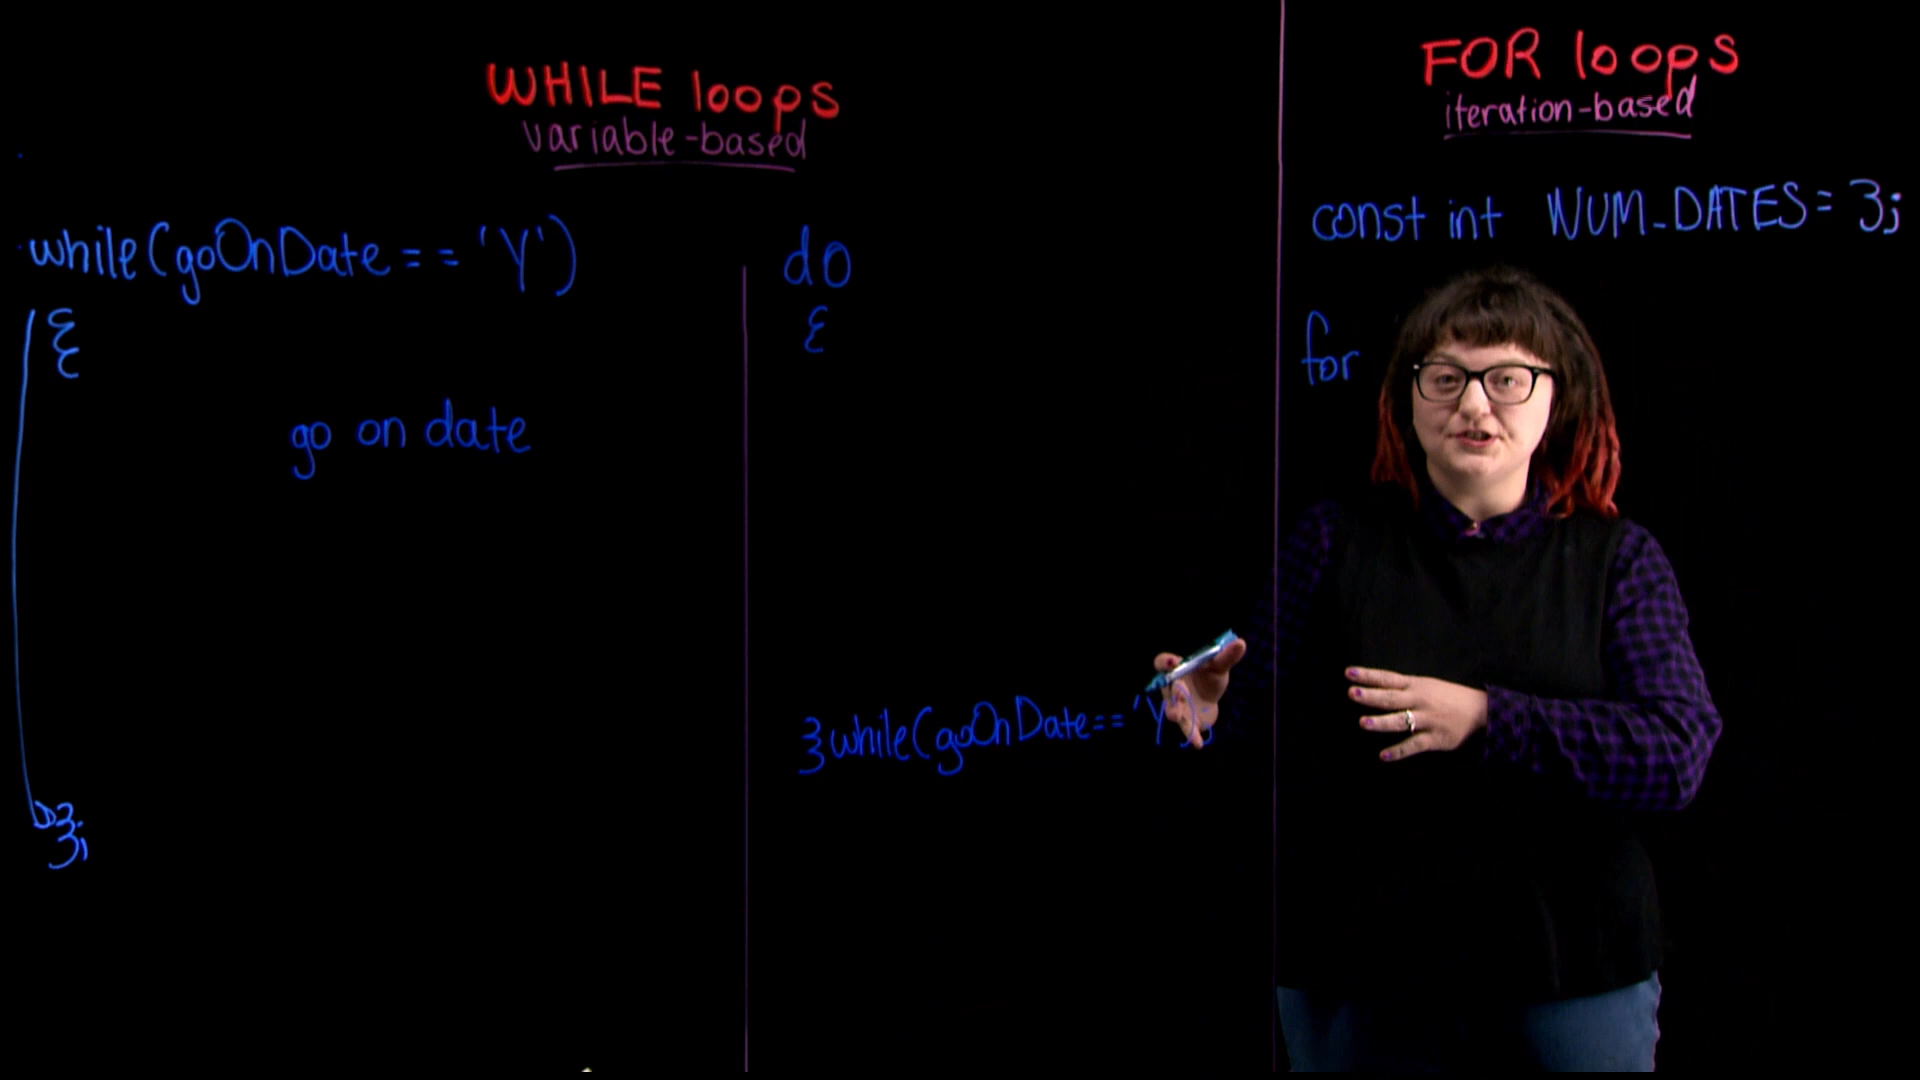 WHILE loops
variable-based
while(goOnDate == 'Y')
{
go on date
};
do
{
}while(goOnDate == 'Y');
FOR loops
iteration-based
const int NUM_DATES = 3;
for